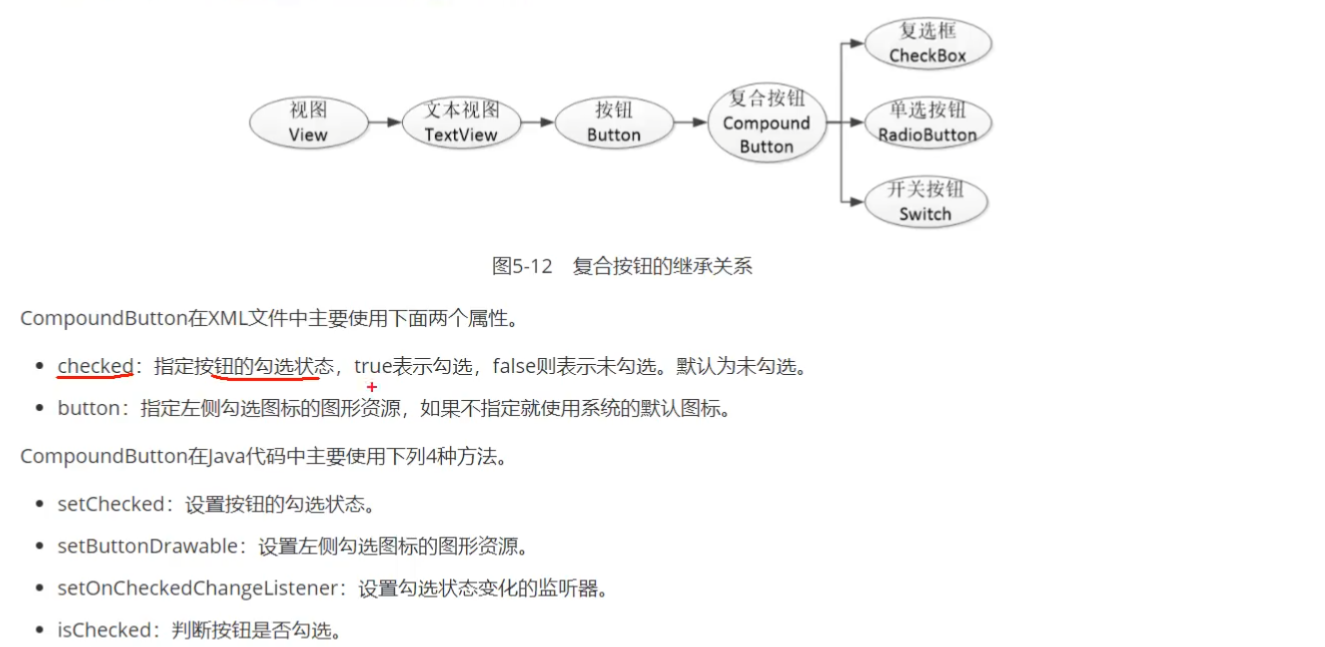 复选框
CheckBox
视图
View
文本视图
TextView
按钮
Button
复合按钮
Compound
Button
单选按钮
RadioButton
开关按钮
Switch
图5-12 复合按钮的继承关系
CompoundButton在XML文件中主要使用下面两个属性。
• checked：指定按钮的勾选状态，true表示勾选，false则表示未勾选。默认为未勾选。
• button：指定左侧勾选图标的图形资源，如果不指定就使用系统的默认图标。
CompoundButton在Java代码中主要使用下列4种方法。
• setChecked：设置按钮的勾选状态。
• setButtonDrawable：设置左侧勾选图标的图形资源。
• setOnCheckedChangeListener：设置勾选状态变化的监听器。
• isChecked：判断按钮是否勾选。